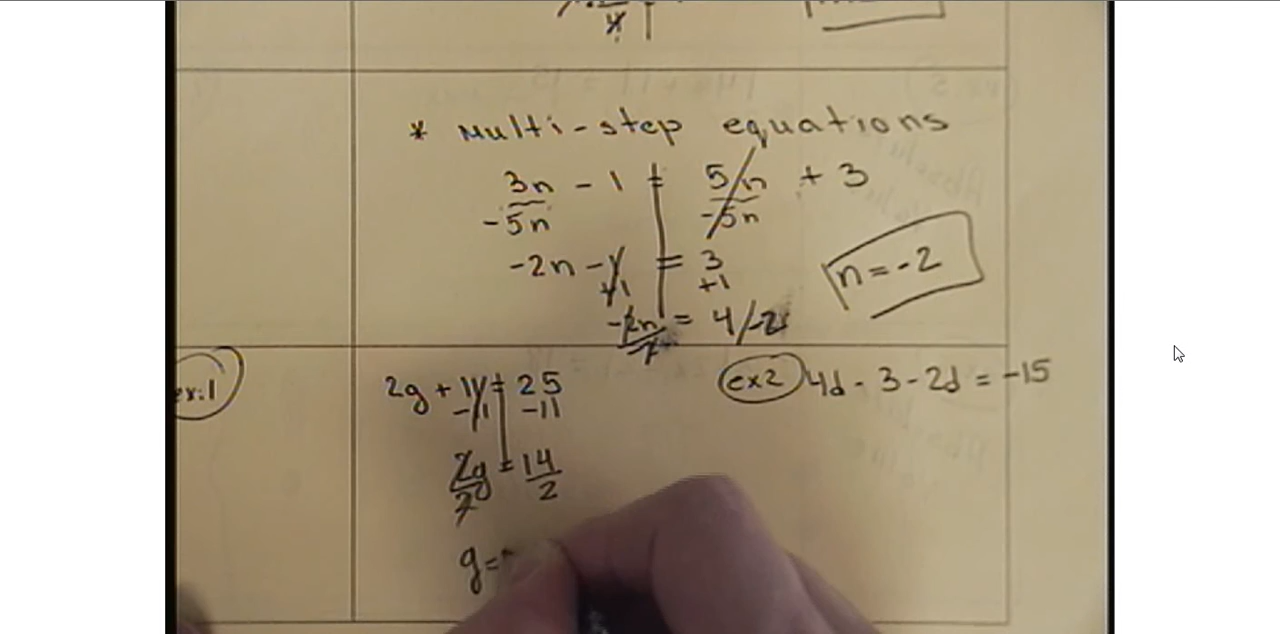 * Multi-step equations
3n - 1 = 5n + 3
-5n -5n
-2n - 1 = 3
+1 +1
n = -2
-2n = 4/-2
-2
ex:1 2g + 11 = 25 ex2 4d - 3 - 2d = -15
-11 -11
2g = 14
2 2
g =